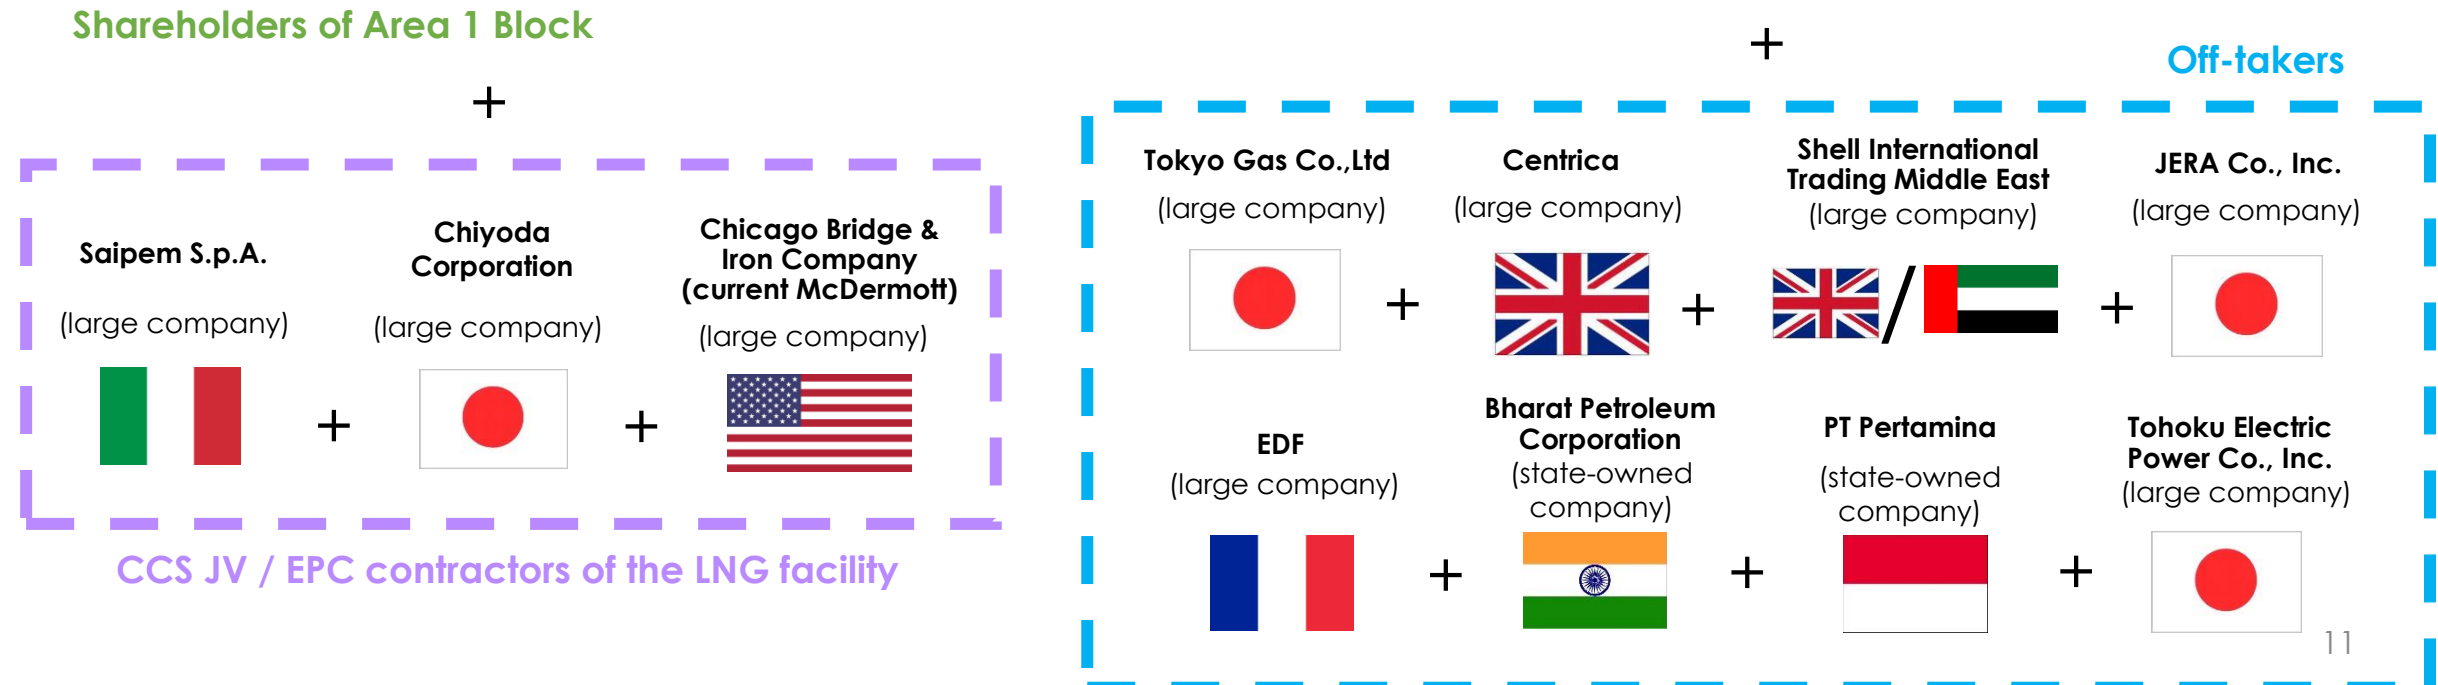 Shareholders of Area 1 Block
+
Saipem S.p.A.
(large company)
+
Chiyoda
Corporation
(large company)
+
Chicago Bridge &
Iron Company
(current McDermott)
(large company)
CCS JV / EPC contractors of the LNG facility
+
Off-takers
Tokyo Gas Co.,Ltd
(large company)
+
Centrica
(large company)
+
Shell International
Trading Middle East
(large company)
/
+
JERA Co., Inc.
(large company)
EDF
(large company)
+
Bharat Petroleum
Corporation
(state-owned
company)
+
PT Pertamina
(state-owned
company)
+
Tohoku Electric
Power Co., Inc.
(large company)
11